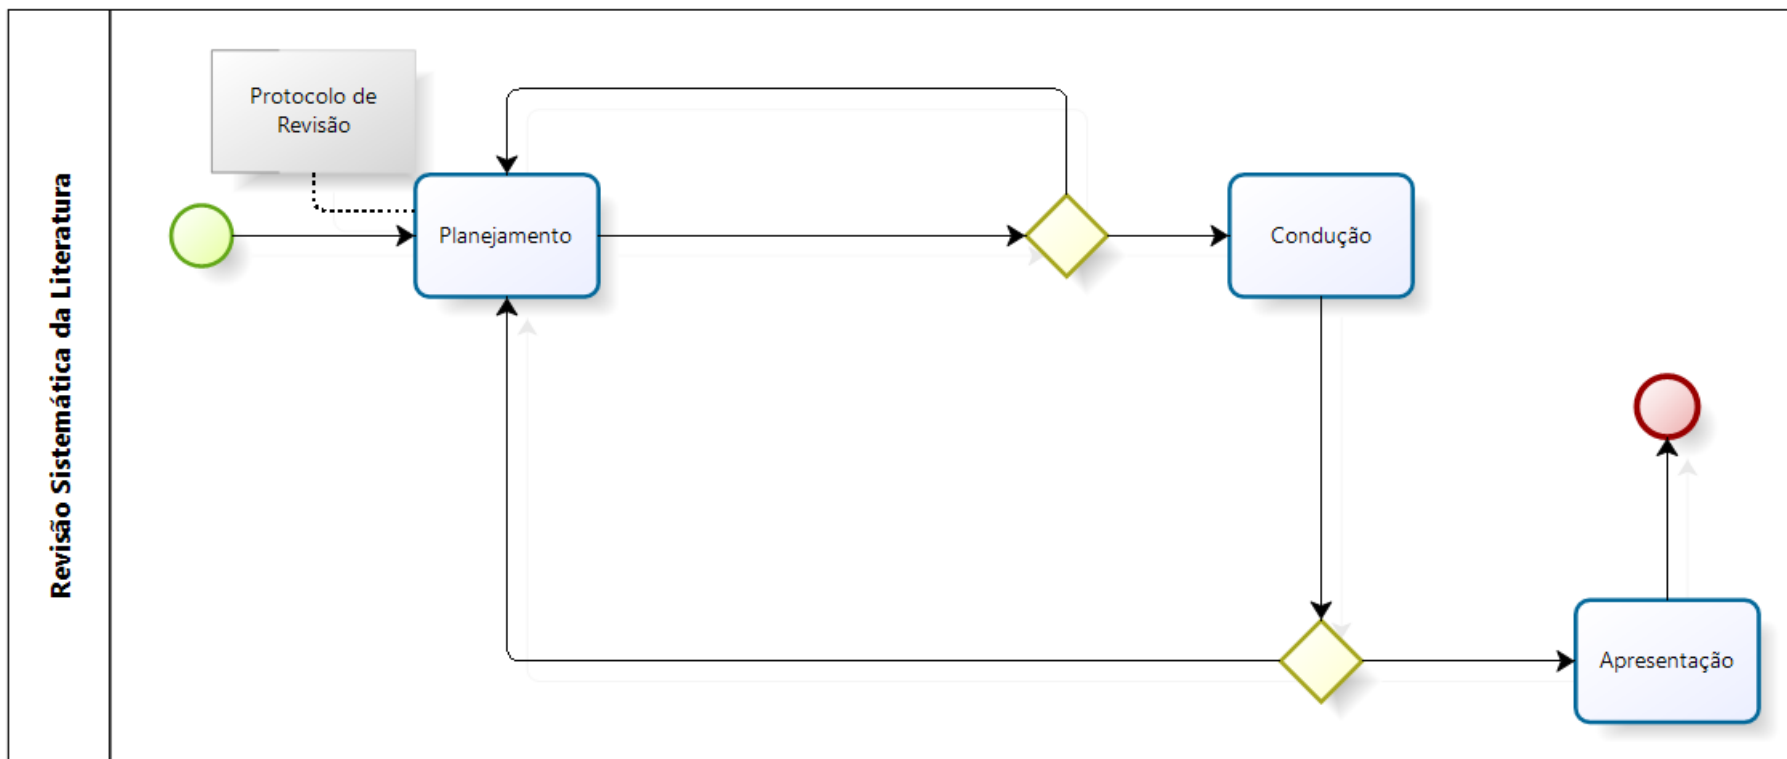 Revisão Sistemática da Literatura
Protocolo de
Revisão
Planejamento
Condução
Apresentação